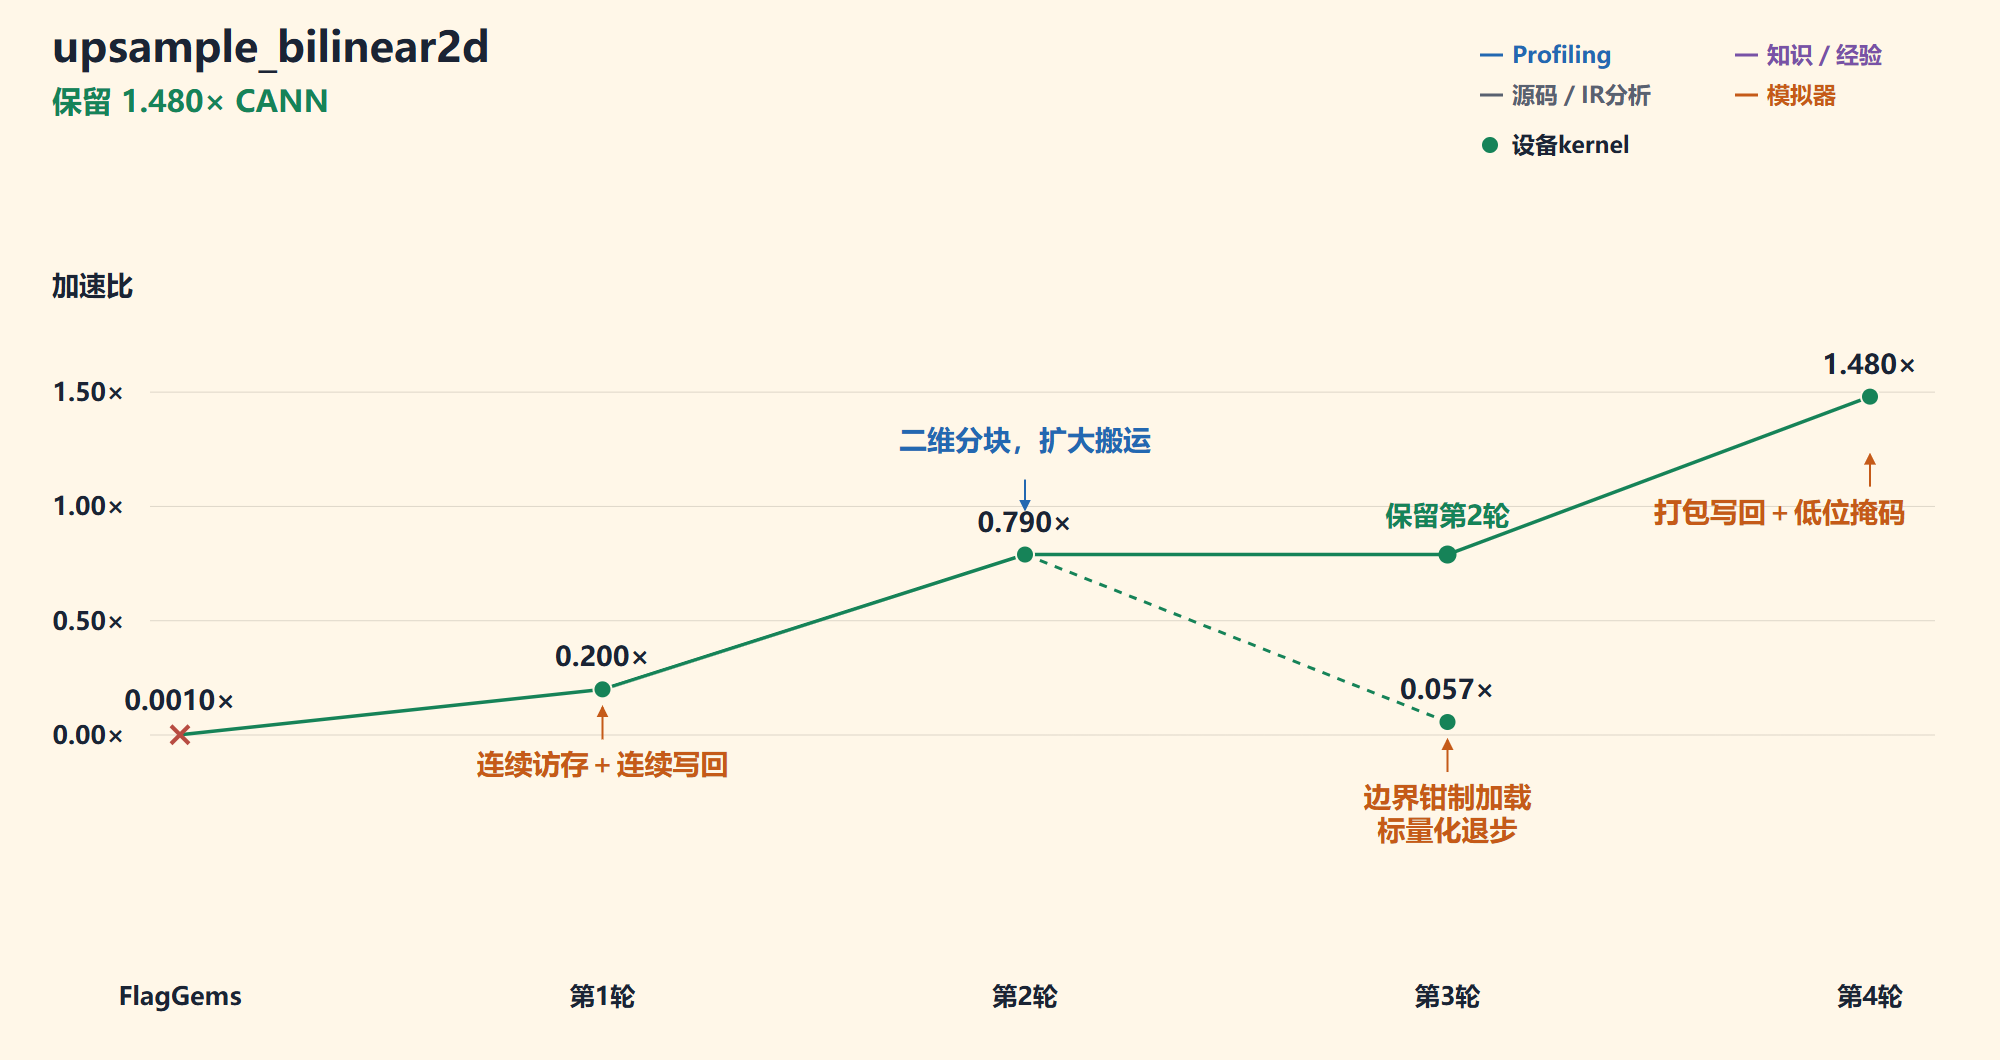 upsample_bilinear2d
保留 1.480× CANN
Profiling
知识 / 经验
源码 / IR分析
模拟器
设备kernel
加速比
1.480×
1.50×
二维分块，扩大搬运
1.00×
0.790×
保留第2轮
打包写回 + 低位掩码
0.50×
0.200×
0.057×
0.0010×
0.00×
连续访存 + 连续写回
边界钳制加载
标量化退步
FlagGems
第1轮
第2轮
第3轮
第4轮